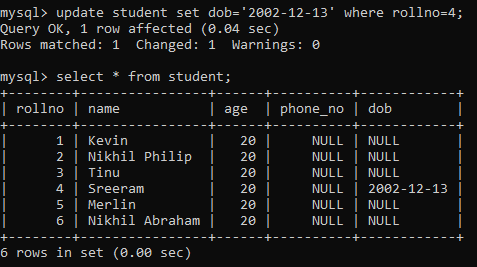 mysql> update student set dob='2002-12-13' where rollno=4;
Query OK, 1 row affected (0.04 sec)
Rows matched: 1  Changed: 1  Warnings: 0
mysql> select * from student;
+--------+----------------+------+----------+------------+
| rollno | name           | age  | phone_no | dob        |
+--------+----------------+------+----------+------------+
|      1 | Kevin          |   20 |     NULL | NULL       |
|      2 | Nikhil Philip  |   20 |     NULL | NULL       |
|      3 | Tinu           |   20 |     NULL | NULL       |
|      4 | Sreeram        |   20 |     NULL | 2002-12-13 |
|      5 | Merlin         |   20 |     NULL | NULL       |
|      6 | Nikhil Abraham |   20 |     NULL | NULL       |
+--------+----------------+------+----------+------------+
6 rows in set (0.00 sec)